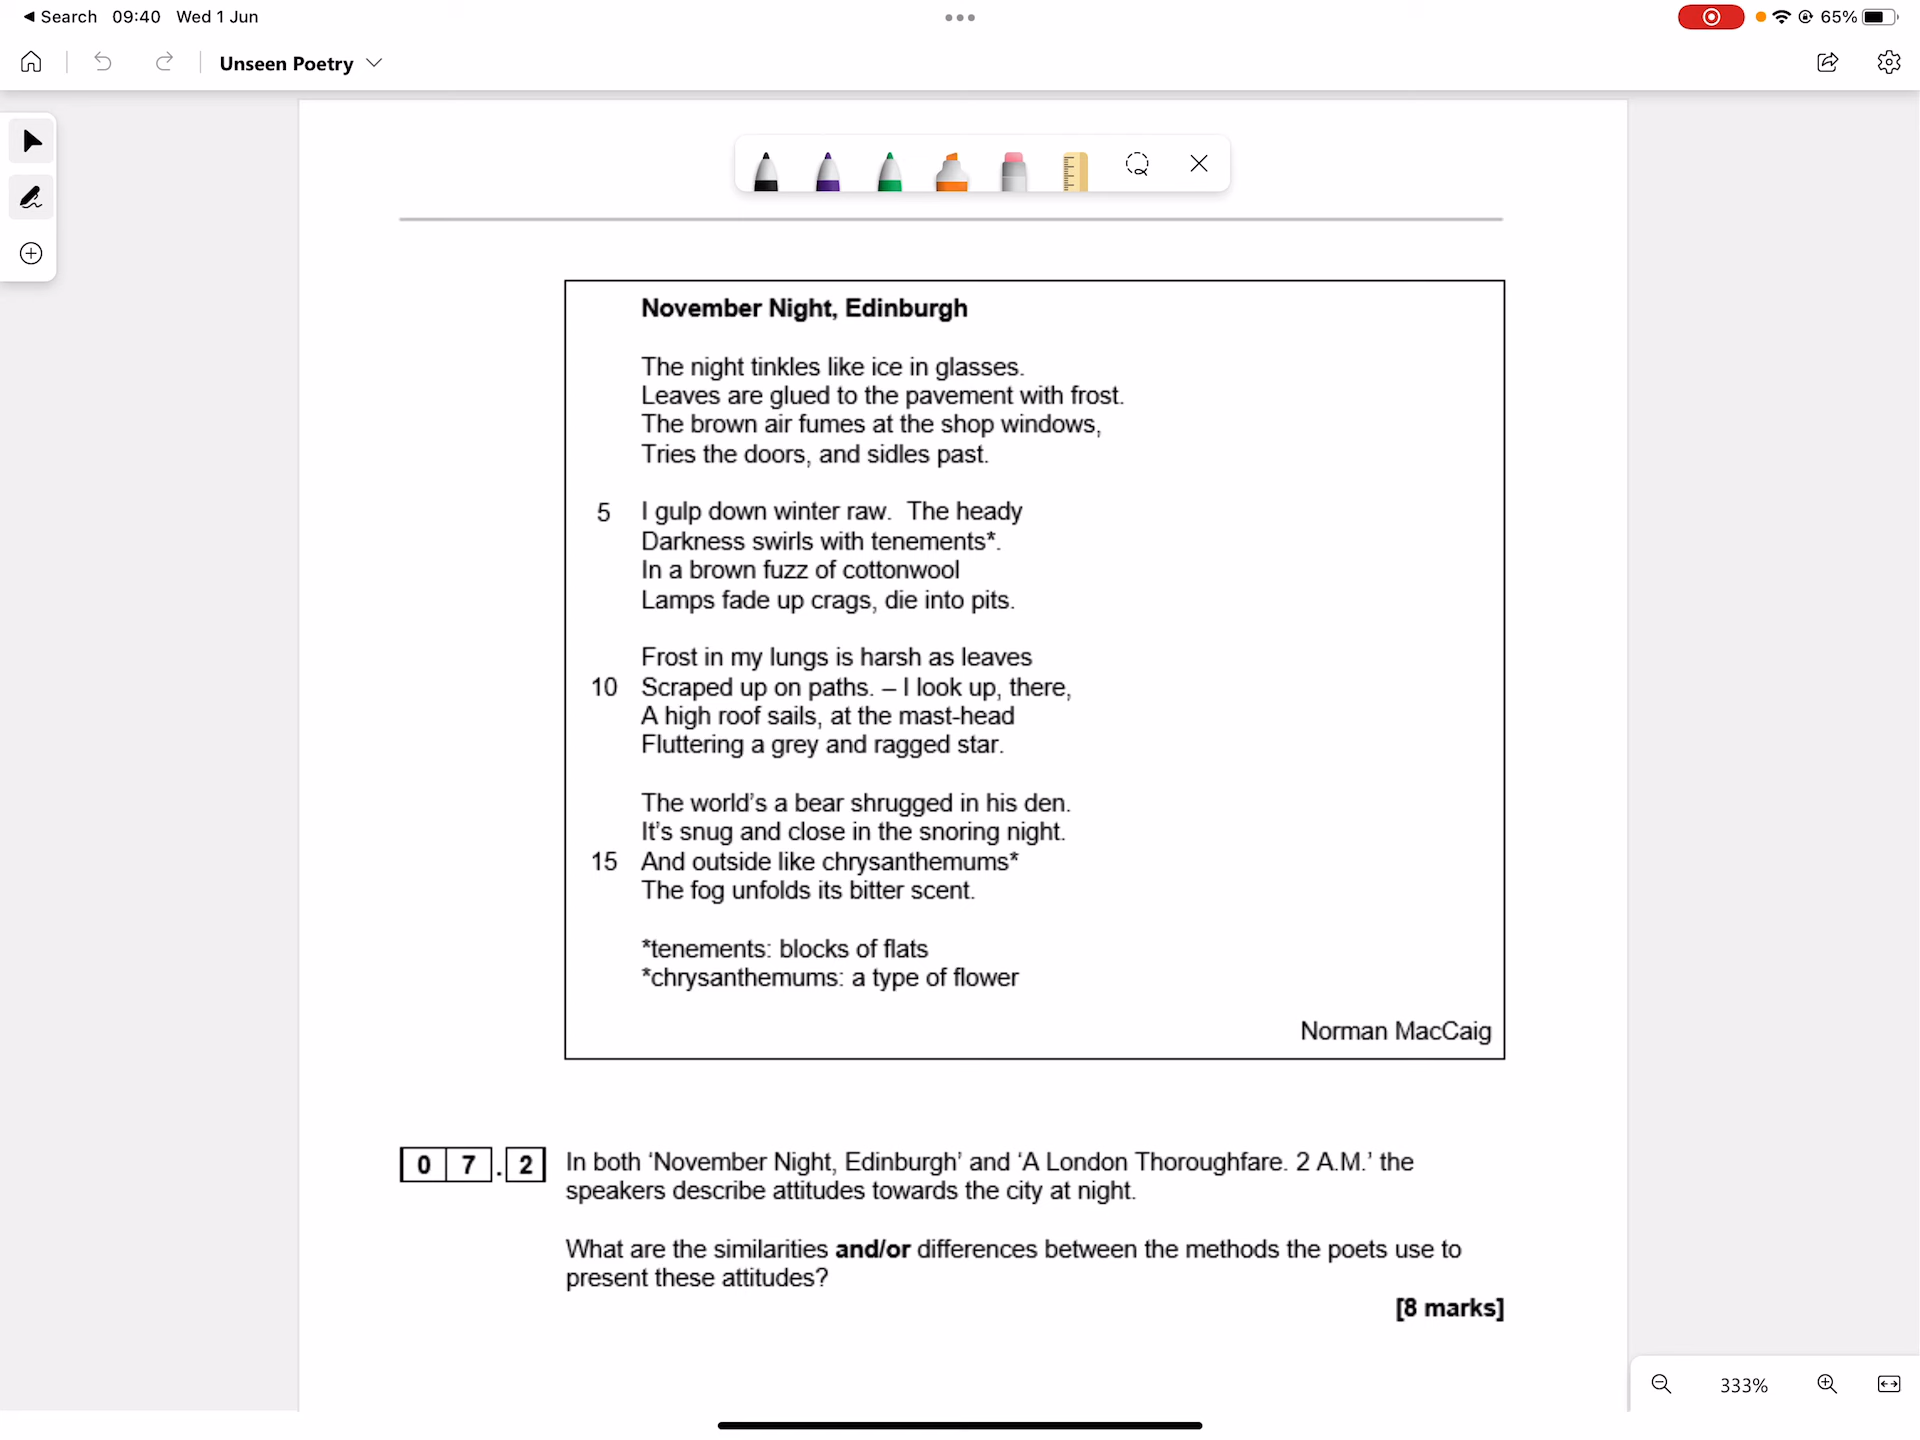 ◀ Search 09:40 Wed 1 Jun
65%
Unseen Poetry
November Night, Edinburgh
The night tinkles like ice in glasses.
Leaves are glued to the pavement with frost.
The brown air fumes at the shop windows,
Tries the doors, and sidles past.
5 I gulp down winter raw. The heady
Darkness swirls with tenements*.
In a brown fuzz of cottonwool
Lamps fade up crags, die into pits.
Frost in my lungs is harsh as leaves
10 Scraped up on paths. – I look up, there,
A high roof sails, at the mast-head
Fluttering a grey and ragged star.
The world’s a bear shrugged in his den.
It’s snug and close in the snoring night.
15 And outside like chrysanthemums*
The fog unfolds its bitter scent.
*tenements: blocks of flats
*chrysanthemums: a type of flower
Norman MacCaig
0 7 . 2 In both ‘November Night, Edinburgh’ and ‘A London Thoroughfare. 2 A.M.’ the
speakers describe attitudes towards the city at night.
What are the similarities and/or differences between the methods the poets use to
present these attitudes?
[8 marks]
333%